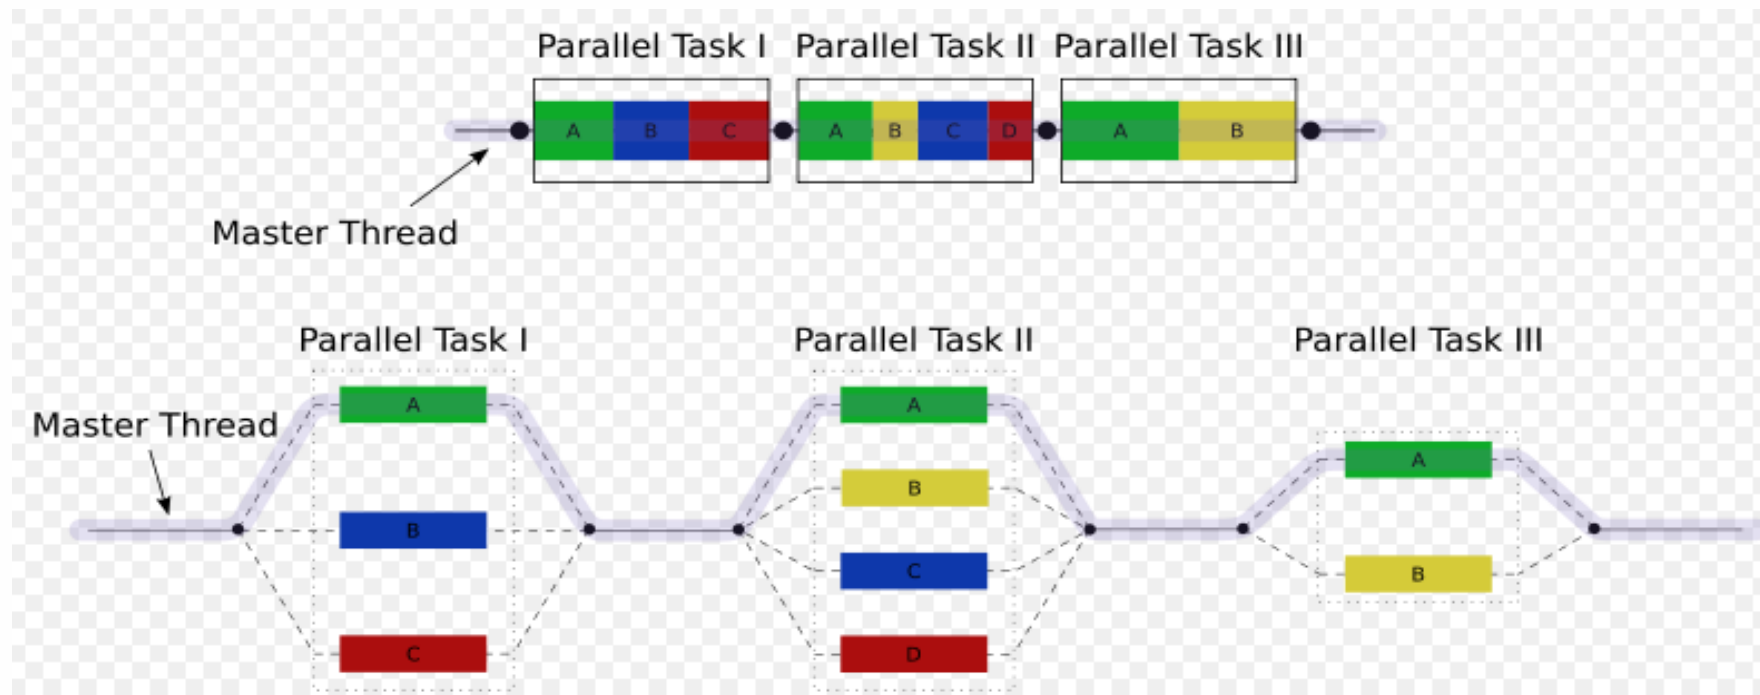 Parallel Task I Parallel Task II Parallel Task III
A B C A B C D A B
Master Thread
Parallel Task I Parallel Task II Parallel Task III
Master Thread
A A
A
B
B
C
B
C D